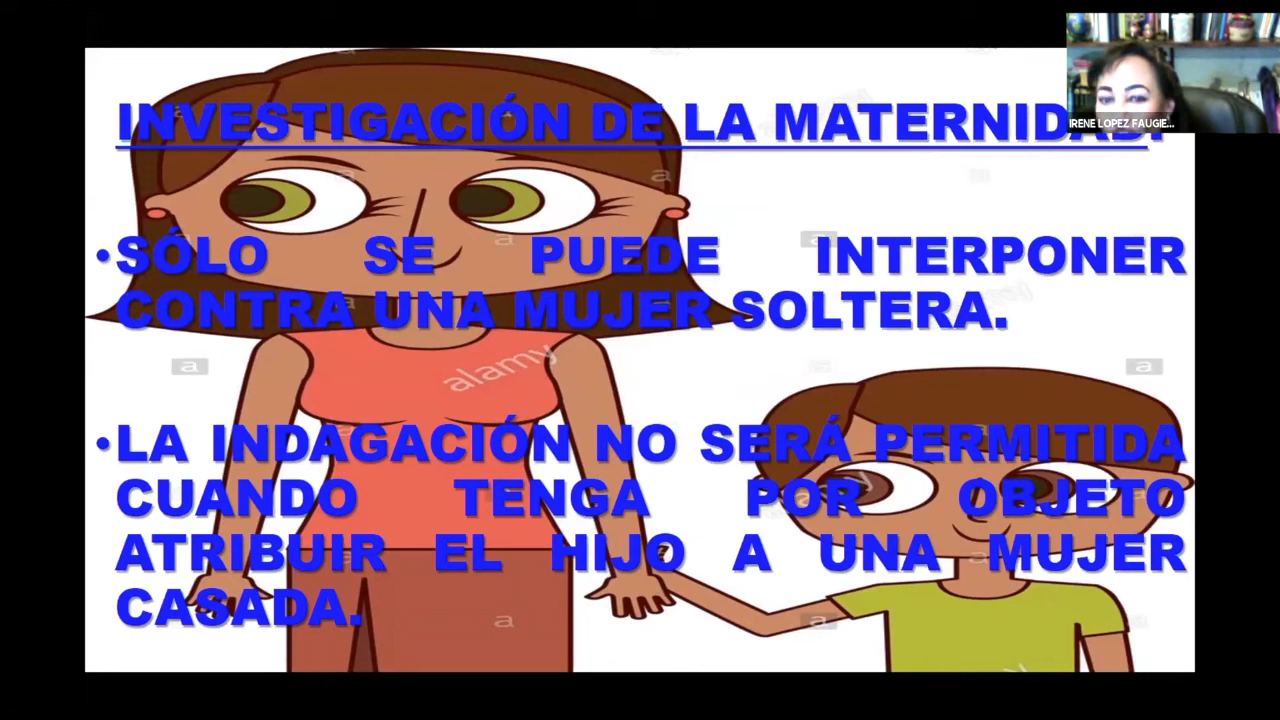 INVESTIGACIÓN DE LA MATERNIDAD.
IRENE LOPEZ FAUGIE...
•SÓLO SE PUEDE INTERPONER
CONTRA UNA MUJER SOLTERA.
•LA INDAGACIÓN NO SERÁ PERMITIDA
CUANDO TENGA POR OBJETO
ATRIBUIR EL HIJO A UNA MUJER
CASADA.
alamy